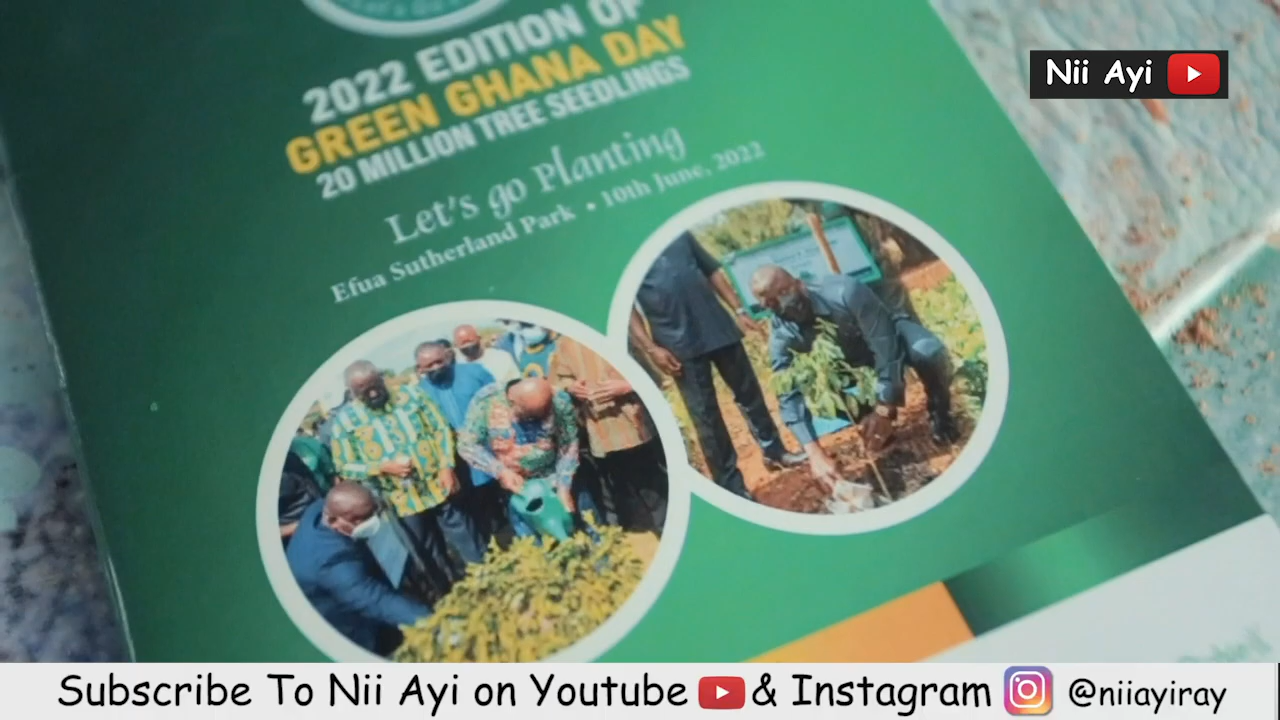 2022 EDITION OF
GREEN GHANA DAY
20 MILLION TREE SEEDLINGS
Let's go Planting
Efua Sutherland Park • 10th June, 2022
Nii Ayi
Subscribe To Nii Ayi on Youtube & Instagram @niiayiray